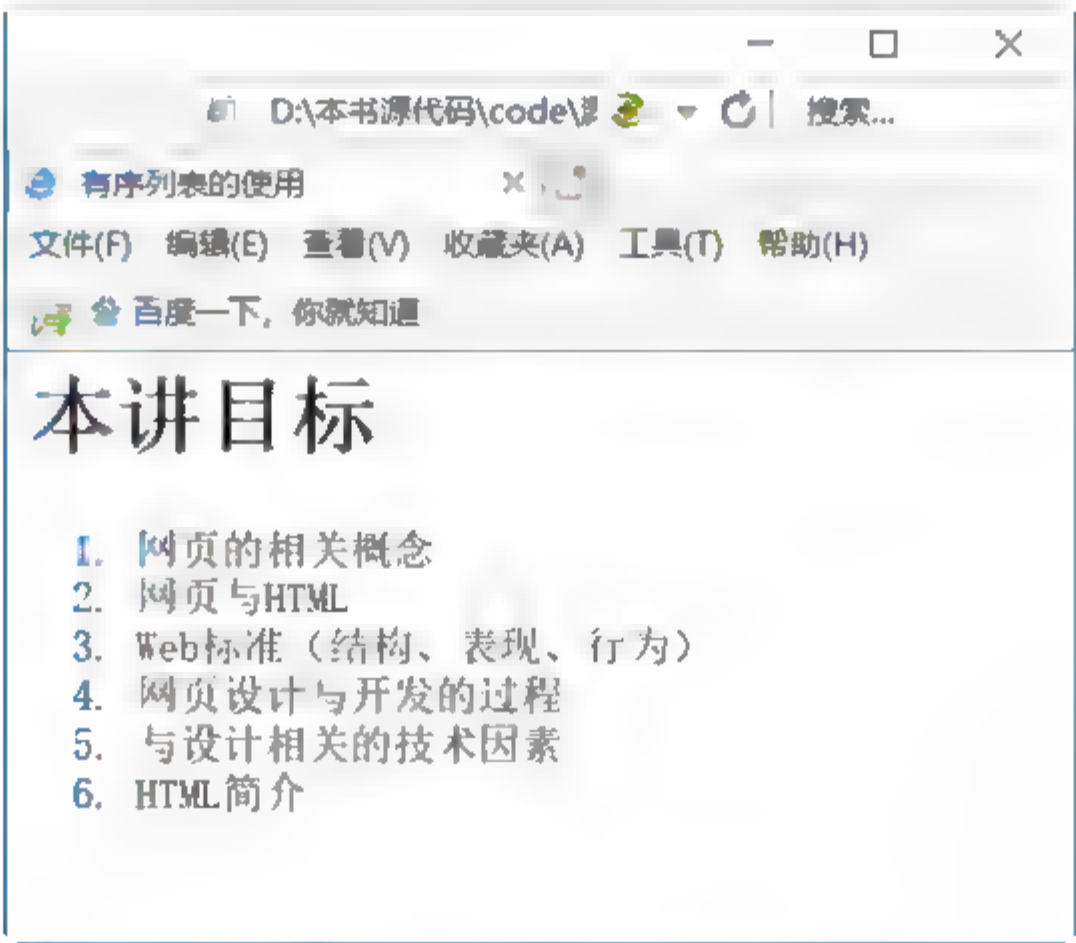 D:\本书源代码\code\ 搜索...
有序列表的使用
文件(F) 编辑(E) 查看(V) 收藏夹(A) 工具(T) 帮助(H)
百度一下，你就知道
本讲目标
1. 网页的相关概念
2. 网页与HTML
3. Web标准（结构、表现、行为）
4. 网页设计与开发的过程
5. 与设计相关的技术因素
6. HTML简介